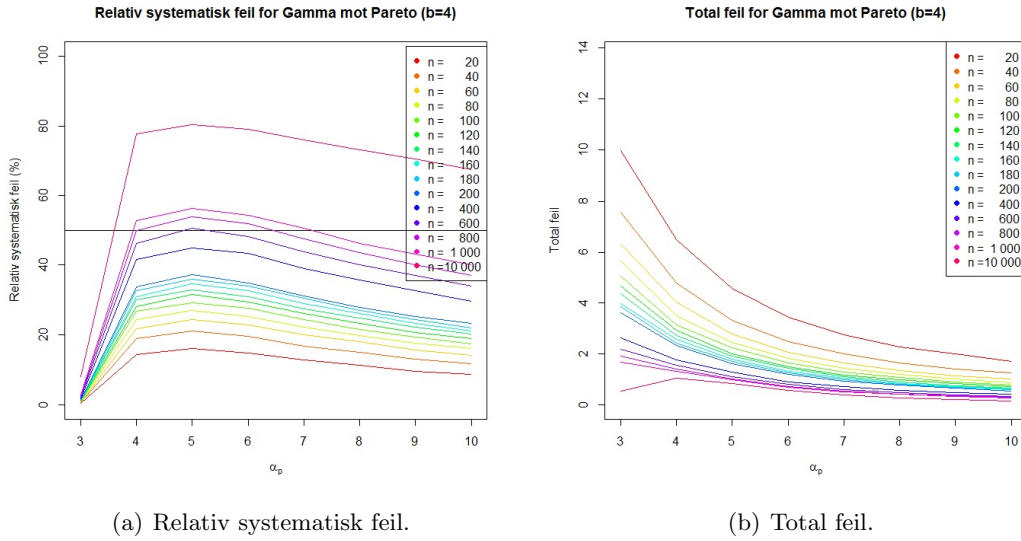 Relativ systematisk feil for Gamma mot Pareto (b=4)
Relativ systematisk feil (%)
100
80
60
40
20
0
3 4 5 6 7 8 9 10
αp
n = 20
n = 40
n = 60
n = 80
n = 100
n = 120
n = 140
n = 160
n = 180
n = 200
n = 400
n = 600
n = 800
n = 1 000
n =10 000
(a) Relativ systematisk feil.
Total feil for Gamma mot Pareto (b=4)
Total feil
14
12
10
8
6
4
2
0
3 4 5 6 7 8 9 10
αp
n = 20
n = 40
n = 60
n = 80
n = 100
n = 120
n = 140
n = 160
n = 180
n = 200
n = 400
n = 600
n = 800
n = 1 000
n =10 000
(b) Total feil.